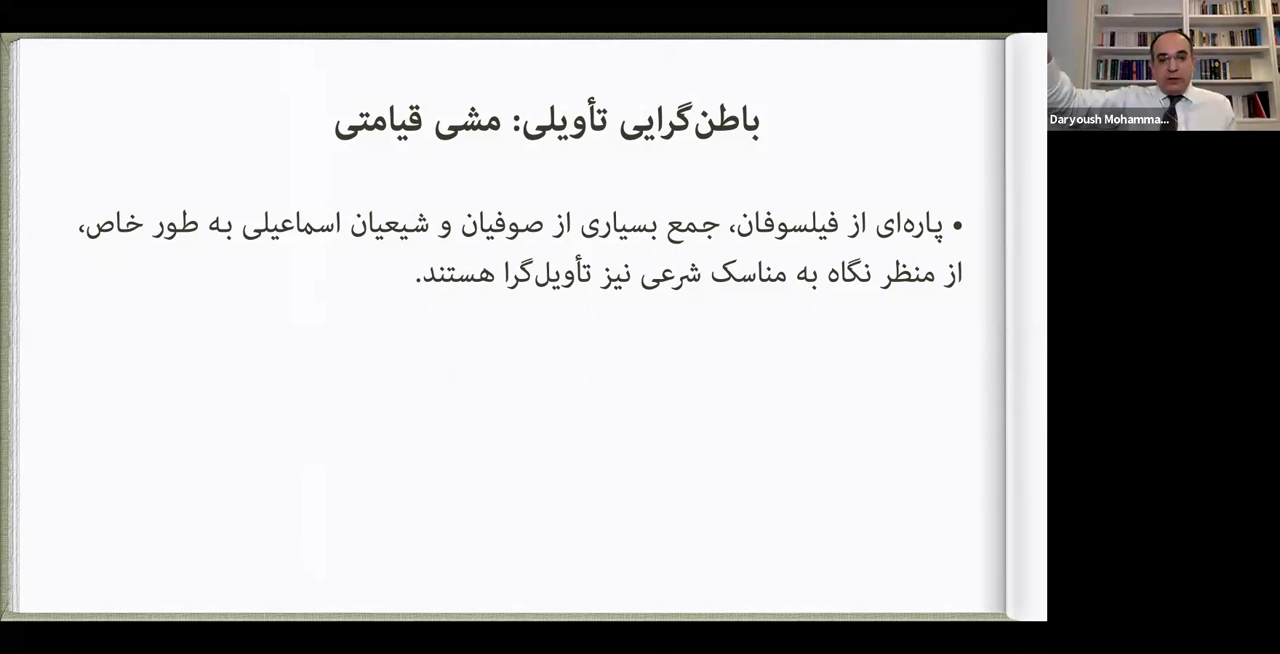 باطن‌گرایی تأویلی: مشی قیامتی
• پاره‌ای از فیلسوفان، جمع بسیاری از صوفیان و شیعیان اسماعیلی به طور خاص،
از منظر نگاه به مناسک شرعی نیز تأویل‌گرا هستند.
Daryoush Mohamma...